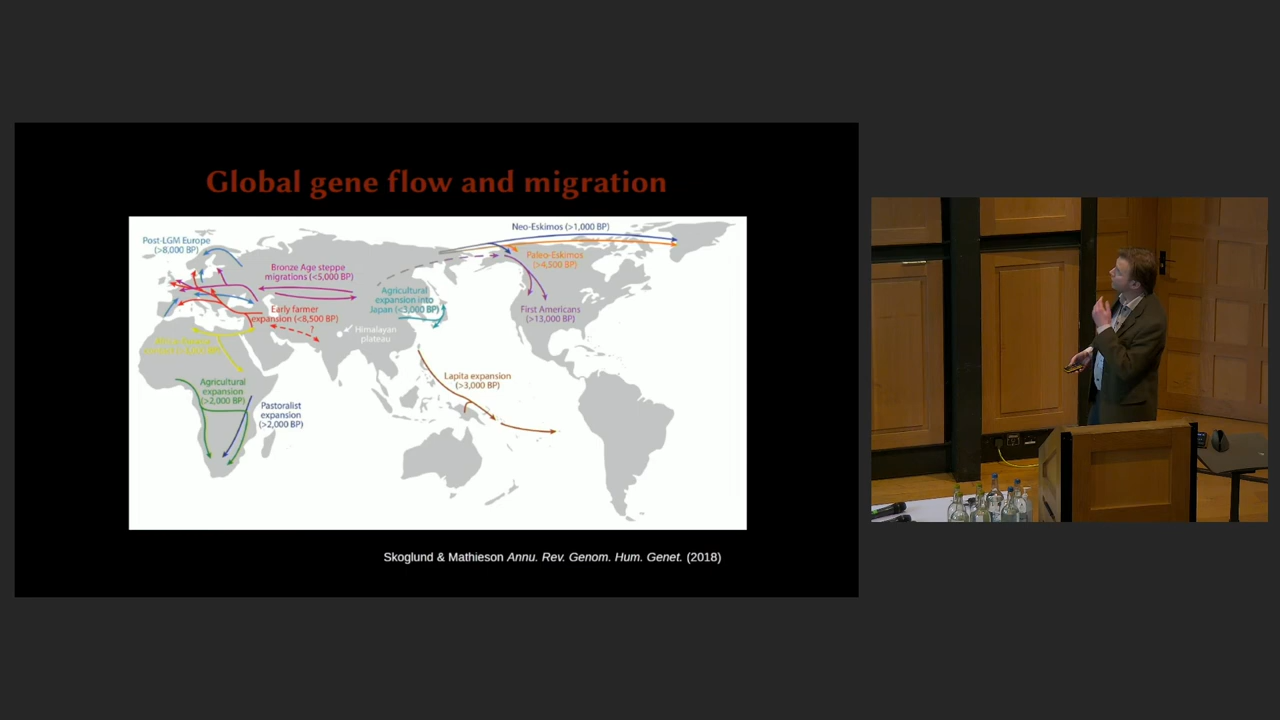 Global gene flow and migration
Neo-Eskimos (>1,000 BP)
Post-LGM Europe
(>8,000 BP)
Paleo-Eskimos
(>4,500 BP)
Bronze Age steppe
migrations (<5,000 BP)
Agricultural
expansion into
Japan (<3,000 BP)
Early farmer
expansion (<8,500 BP)
?
First Americans
(>13,000 BP)
Himalayan
plateau
Lapita expansion
(>3,000 BP)
Agricultural
expansion
(>2,000 BP)
Pastoralist
expansion
(>2,000 BP)
Skoglund & Mathieson Annu. Rev. Genom. Hum. Genet. (2018)